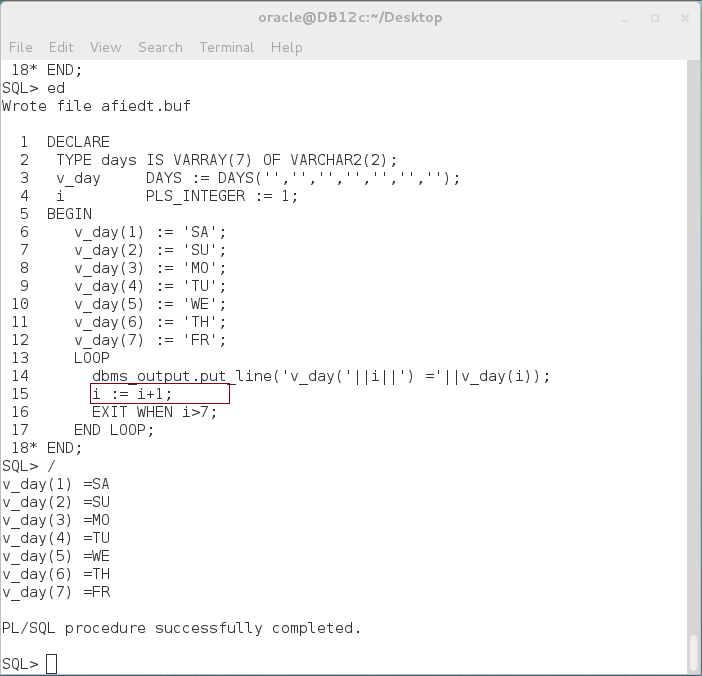 oracle@DB12c:~/Desktop
File Edit View Search Terminal Help
 18* END;
SQL> ed
Wrote file afiedt.buf

  1  DECLARE
  2   TYPE days IS VARRAY(7) OF VARCHAR2(2);
  3   v_day     DAYS := DAYS('','','','','','','');
  4   i         PLS_INTEGER := 1;
  5  BEGIN
  6     v_day(1) := 'SA';
  7     v_day(2) := 'SU';
  8     v_day(3) := 'MO';
  9     v_day(4) := 'TU';
 10     v_day(5) := 'WE';
 11     v_day(6) := 'TH';
 12     v_day(7) := 'FR';
 13     LOOP
 14       dbms_output.put_line('v_day('||i||') ='||v_day(i));
 15       i := i+1;
 16       EXIT WHEN i>7;
 17     END LOOP;
 18* END;
SQL> /
v_day(1) =SA
v_day(2) =SU
v_day(3) =MO
v_day(4) =TU
v_day(5) =WE
v_day(6) =TH
v_day(7) =FR

PL/SQL procedure successfully completed.

SQL>